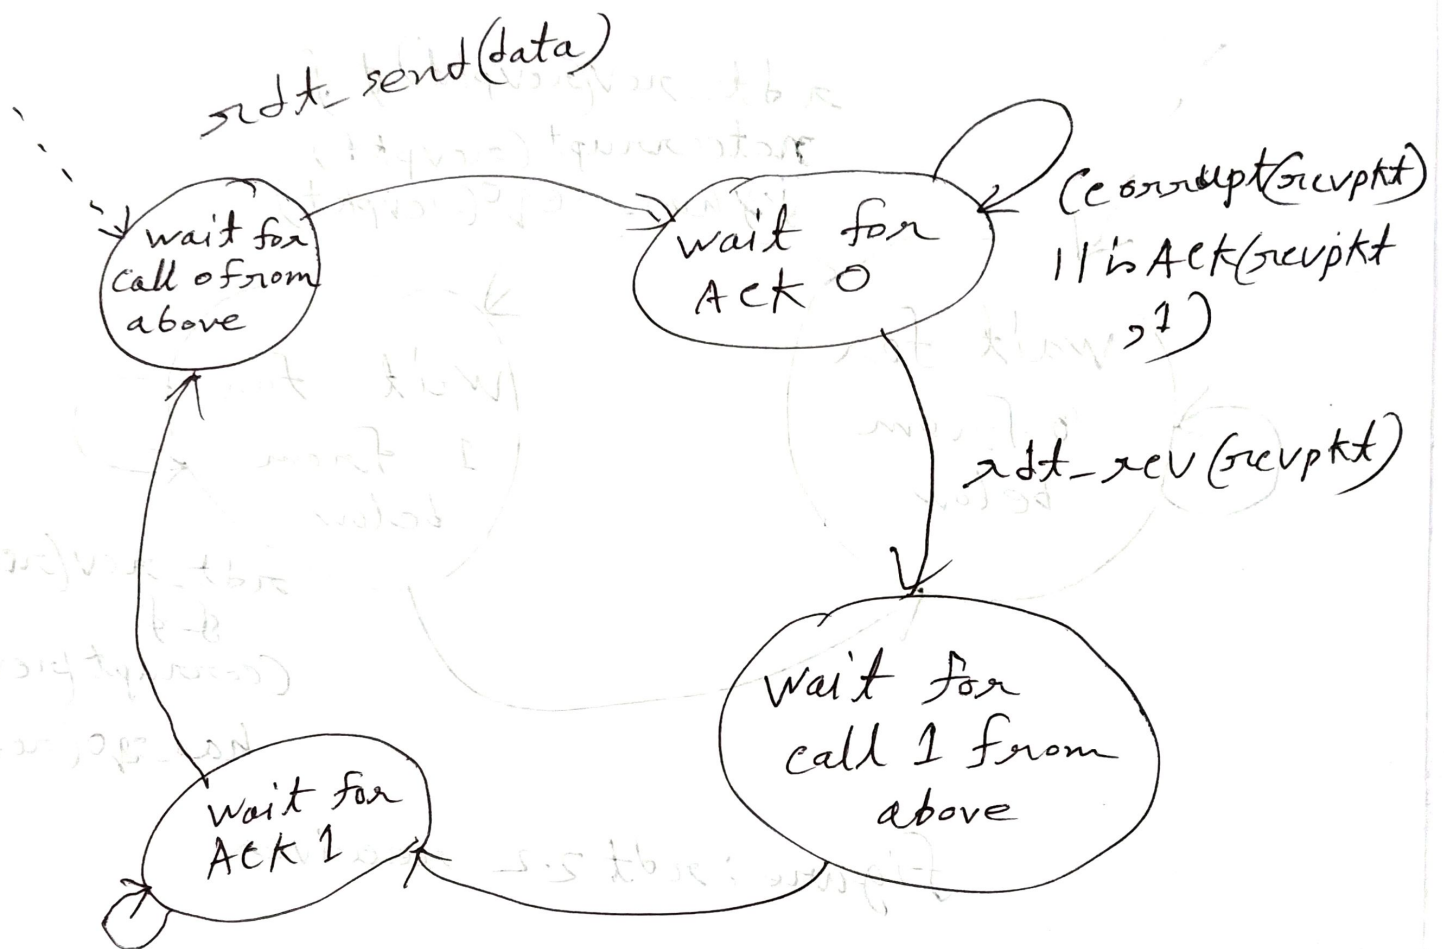 rdt_send(data)
wait for
call 0 from
above
wait for
ACK 0
(corrupt(rcvpkt)
|| is ACK(rcvpkt
,1)
rdt_rcv(rcvpkt)
wait for
call 1 from
above
wait for
ACK 1